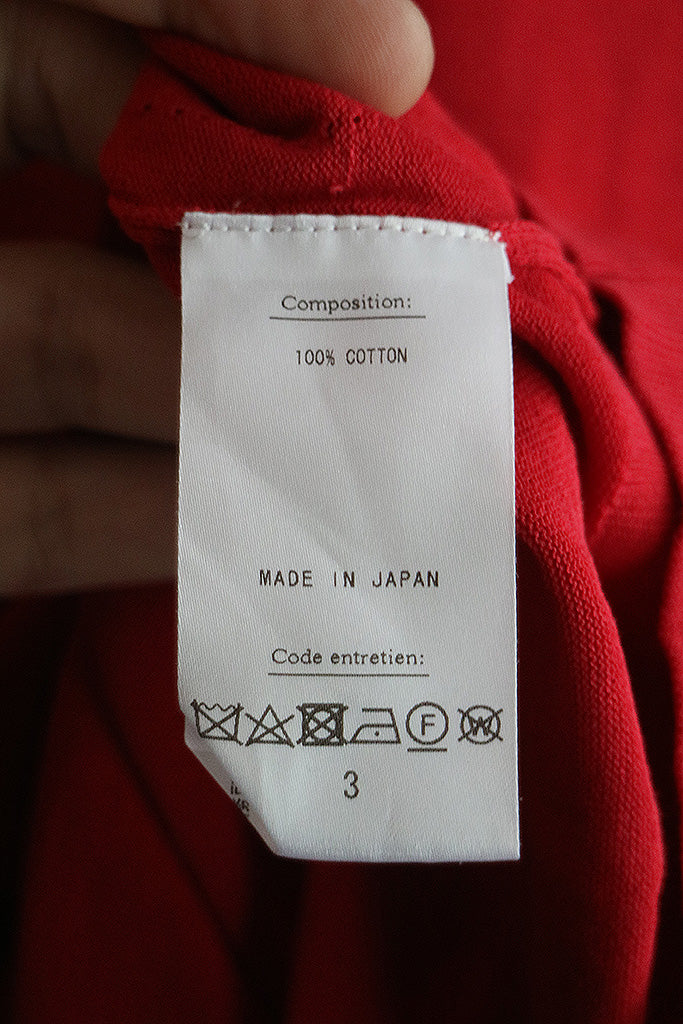 Composition:
100% COTTON
MADE IN JAPAN
Code entretien:
F W
3